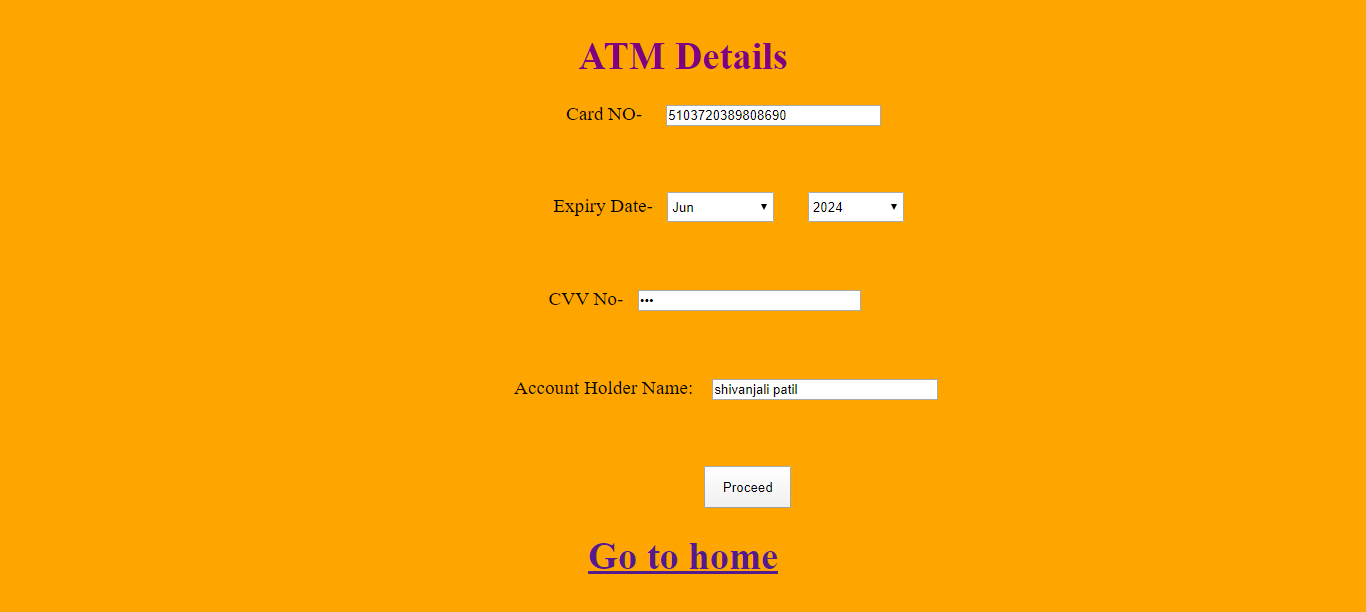 ATM Details
Card NO- 5103720389808690
Expiry Date- Jun 2024
CVV No- •••
Account Holder Name: shivanjali patil
Proceed
Go to home